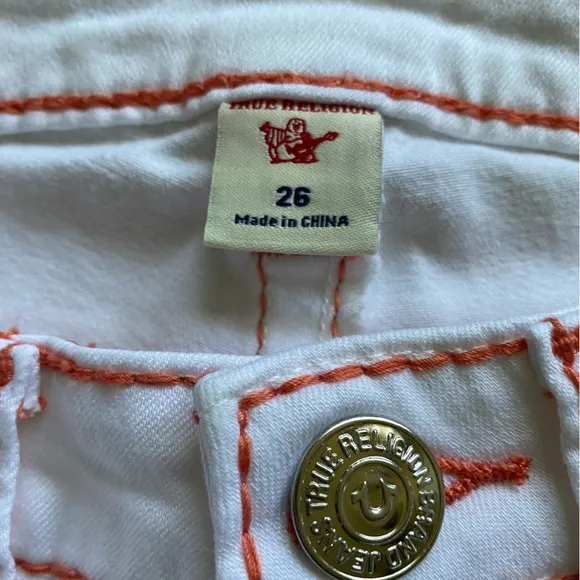 TRUE RELIGION
26
Made in CHINA
TRUE RELIGION BRAND JEANS